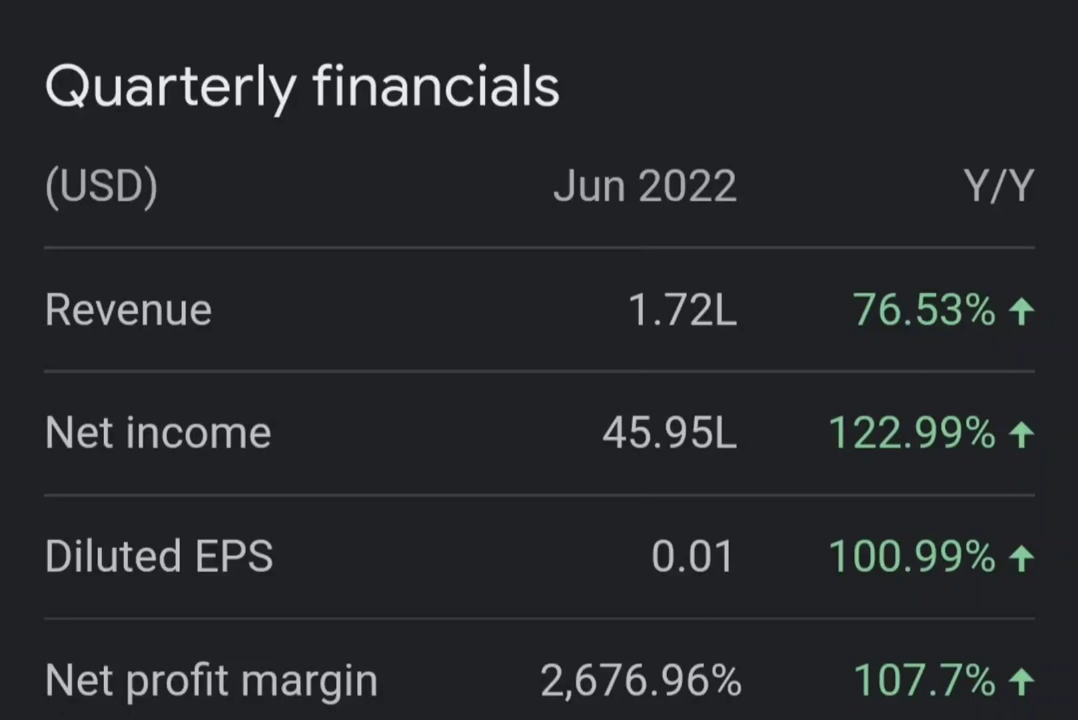 Quarterly financials
(USD) Jun 2022 Y/Y
Revenue 1.72L 76.53% ↑
Net income 45.95L 122.99% ↑
Diluted EPS 0.01 100.99% ↑
Net profit margin 2,676.96% 107.7% ↑